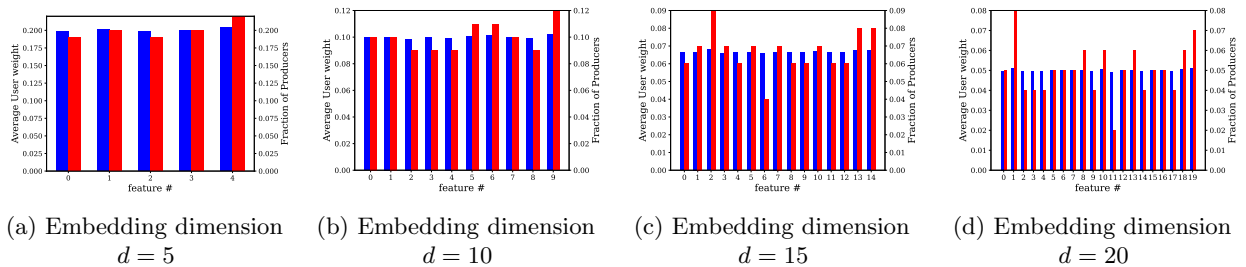 0.200
0.175
0.150
0.125
0.100
0.075
0.050
0.025
0.000
Average User weight
0 1 2 3 4
feature #
0.200
0.175
0.150
0.125
0.100
0.075
0.050
0.025
0.000
Fraction of Producers
(a) Embedding dimension
d = 5
0.12
0.10
0.08
0.06
0.04
0.02
0.00
Average User weight
0 1 2 3 4 5 6 7 8 9
feature #
0.12
0.10
0.08
0.06
0.04
0.02
0.00
Fraction of Producers
(b) Embedding dimension
d = 10
0.09
0.08
0.07
0.06
0.05
0.04
0.03
0.02
0.01
0.00
Average User weight
0 1 2 3 4 5 6 7 8 9 10 11 12 13 14
feature #
0.09
0.08
0.07
0.06
0.05
0.04
0.03
0.02
0.01
0.00
Fraction of Producers
(c) Embedding dimension
d = 15
0.08
0.07
0.06
0.05
0.04
0.03
0.02
0.01
0.00
Average User weight
0 1 2 3 4 5 6 7 8 9 10 11 12 13 14 15 16 17 18 19
feature #
0.08
0.07
0.06
0.05
0.04
0.03
0.02
0.01
0.00
Fraction of Producers
(d) Embedding dimension
d = 20